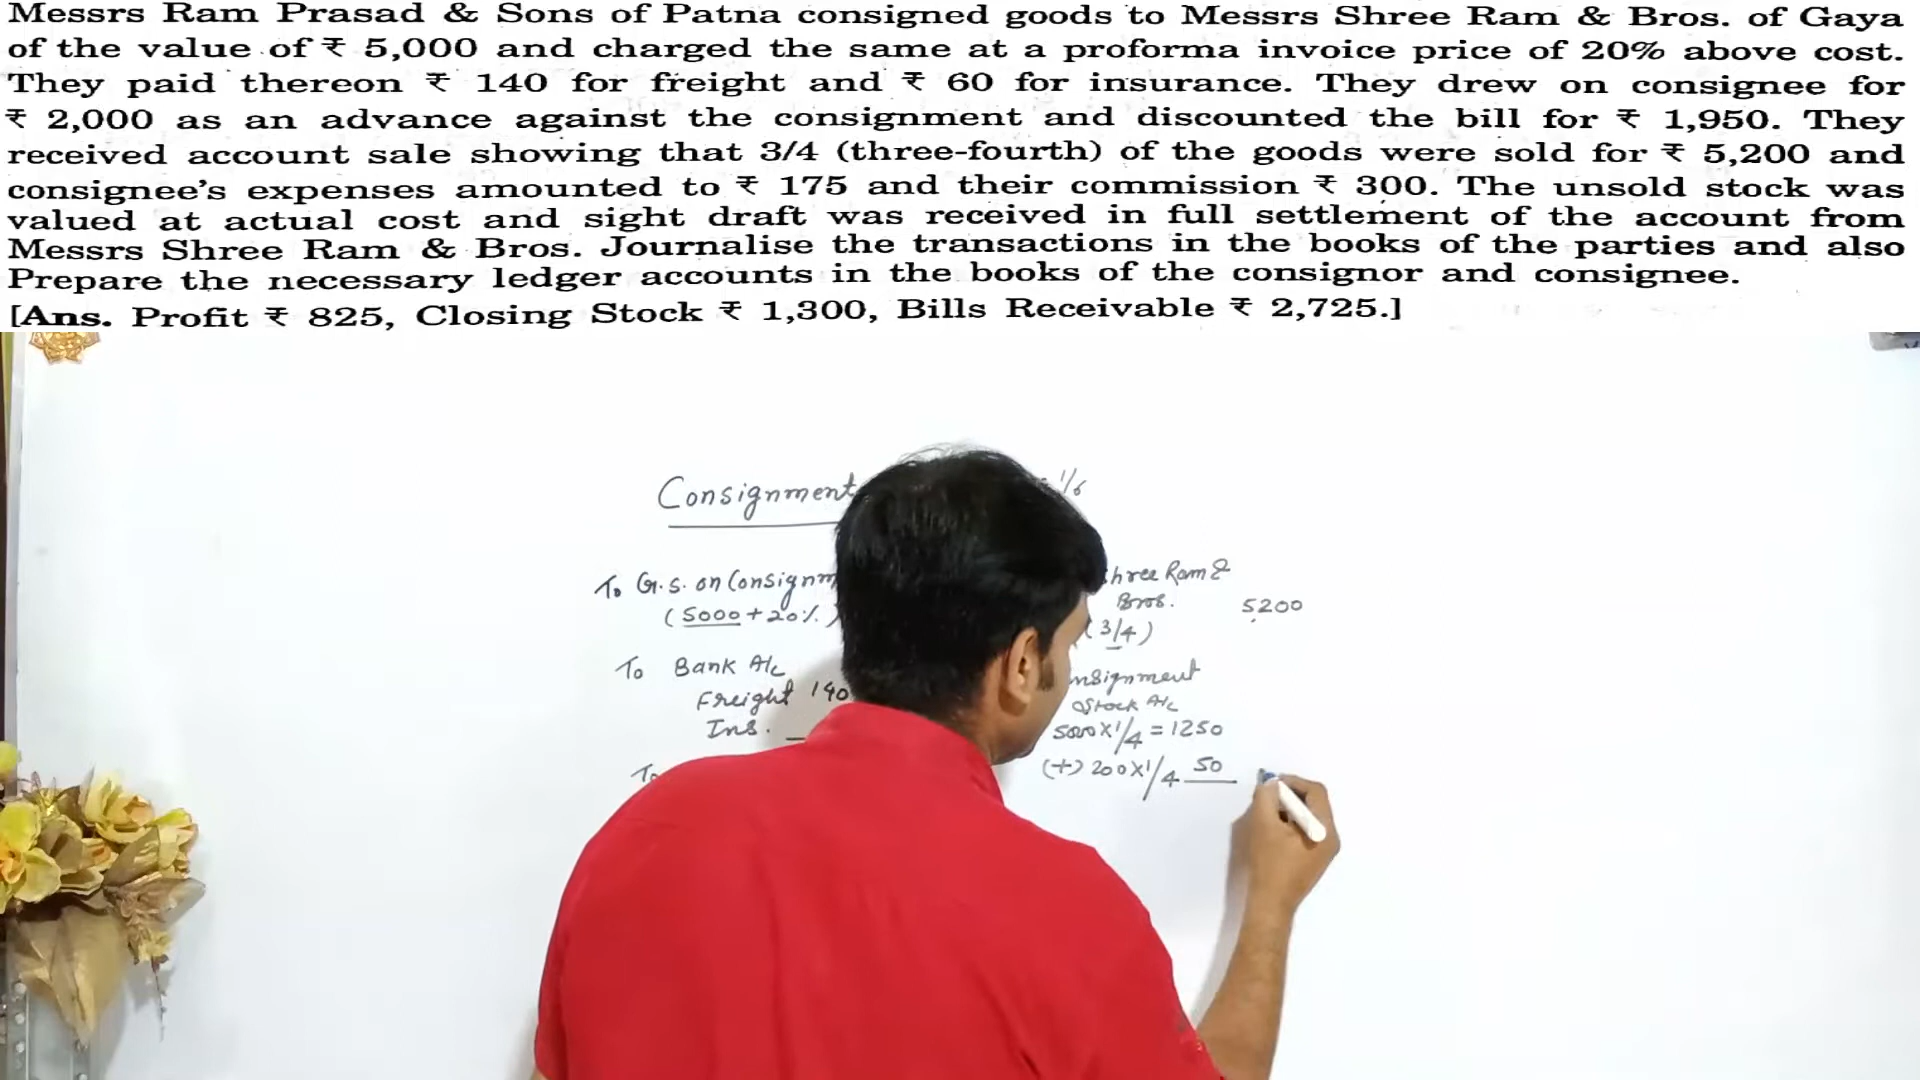 Messrs Ram Prasad & Sons of Patna consigned goods to Messrs Shree Ram & Bros. of Gaya
of the value of ₹ 5,000 and charged the same at a proforma invoice price of 20% above cost.
They paid thereon ₹ 140 for freight and ₹ 60 for insurance. They drew on consignee for
₹ 2,000 as an advance against the consignment and discounted the bill for ₹ 1,950. They
received account sale showing that 3/4 (three-fourth) of the goods were sold for ₹ 5,200 and
consignee's expenses amounted to ₹ 175 and their commission ₹ 300. The unsold stock was
valued at actual cost and sight draft was received in full settlement of the account from
Messrs Shree Ram & Bros. Journalise the transactions in the books of the parties and also
Prepare the necessary ledger accounts in the books of the consignor and consignee.
[Ans. Profit ₹ 825, Closing Stock ₹ 1,300, Bills Receivable ₹ 2,725.]
Consignment
To G.S. on Consignm
(5000 + 20%)
To Bank A/c
Freight 140
Ins.
To
hree Ram &
Bros. 5200
(3/4)
nsignment
Stock A/c
5000 x 1/4 = 1250
(+) 200 x 1/4 50